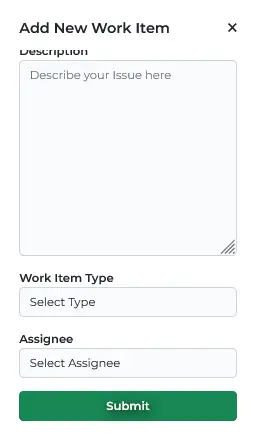 Add New Work Item
Description
Describe your Issue here
Work Item Type
Select Type
Assignee
Select Assignee
Submit